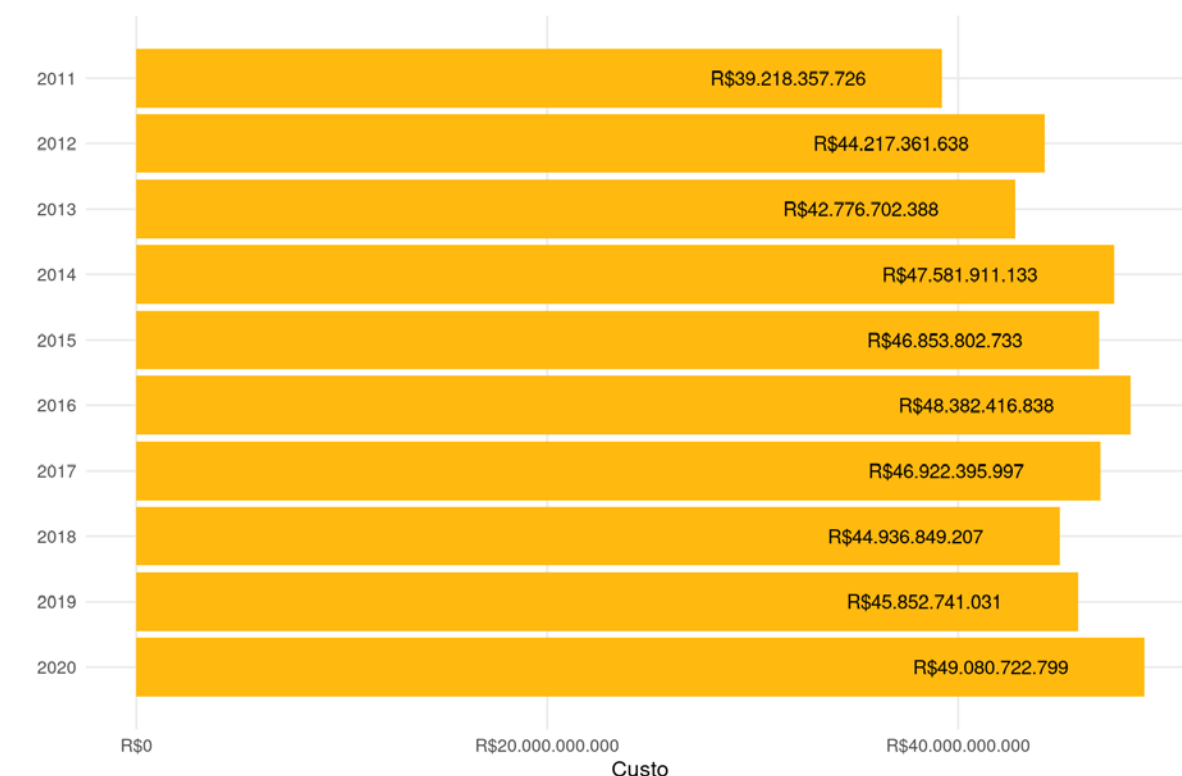 2011 R$39.218.357.726
2012 R$44.217.361.638
2013 R$42.776.702.388
2014 R$47.581.911.133
2015 R$46.853.802.733
2016 R$48.382.416.838
2017 R$46.922.395.997
2018 R$44.936.849.207
2019 R$45.852.741.031
2020 R$49.080.722.799
R$0 R$20.000.000.000 R$40.000.000.000
Custo